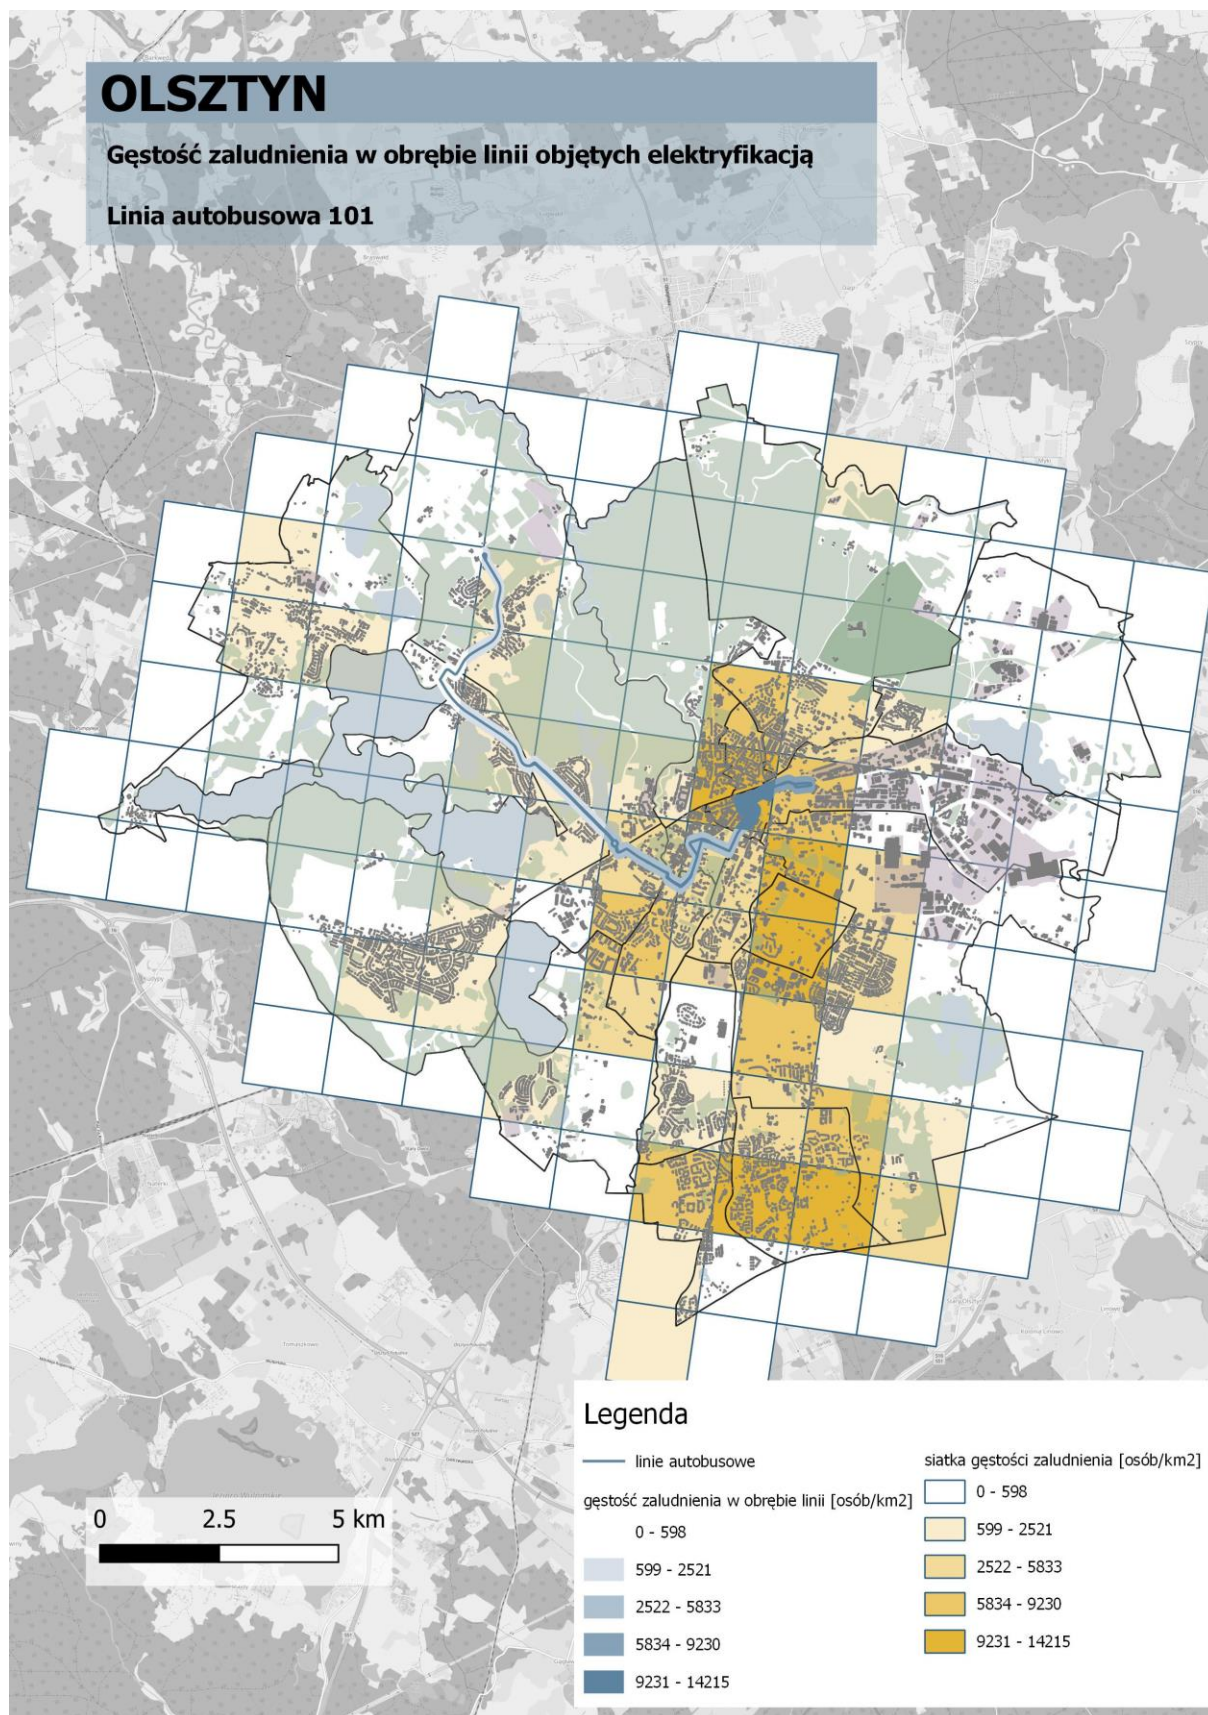 OLSZTYN
Gęstość zaludnienia w obrębie linii objętych elektryfikacją
Linia autobusowa 101
Legenda
linie autobusowe
gęstość zaludnienia w obrębie linii [osób/km2]
0 - 598
599 - 2521
2522 - 5833
5834 - 9230
9231 - 14215
siatka gęstości zaludnienia [osób/km2]
0 - 598
599 - 2521
2522 - 5833
5834 - 9230
9231 - 14215
0 2.5 5 km